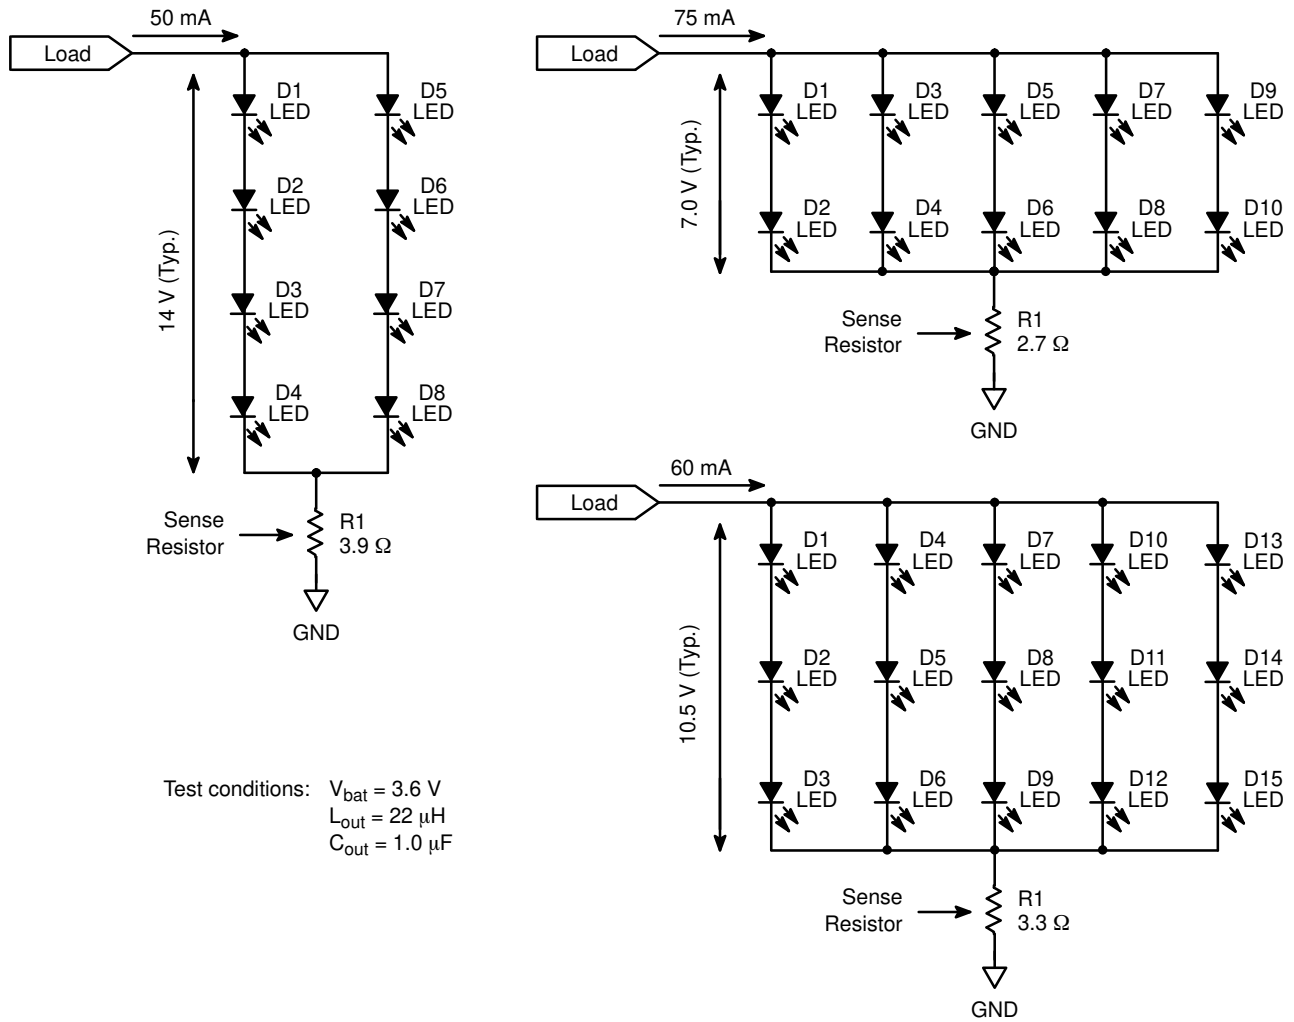 50 mA
Load
D1
LED
D5
LED
D2
LED
D6
LED
14 V (Typ.)
D3
LED
D7
LED
D4
LED
D8
LED
Sense
Resistor
R1
3.9 Ω
GND
75 mA
Load
D1
LED
D3
LED
D5
LED
D7
LED
D9
LED
7.0 V (Typ.)
D2
LED
D4
LED
D6
LED
D8
LED
D10
LED
Sense
Resistor
R1
2.7 Ω
GND
60 mA
Load
D1
LED
D4
LED
D7
LED
D10
LED
D13
LED
10.5 V (Typ.)
D2
LED
D5
LED
D8
LED
D11
LED
D14
LED
D3
LED
D6
LED
D9
LED
D12
LED
D15
LED
Sense
Resistor
R1
3.3 Ω
GND
Test conditions: Vbat = 3.6 V
Lout = 22 μH
Cout = 1.0 μF